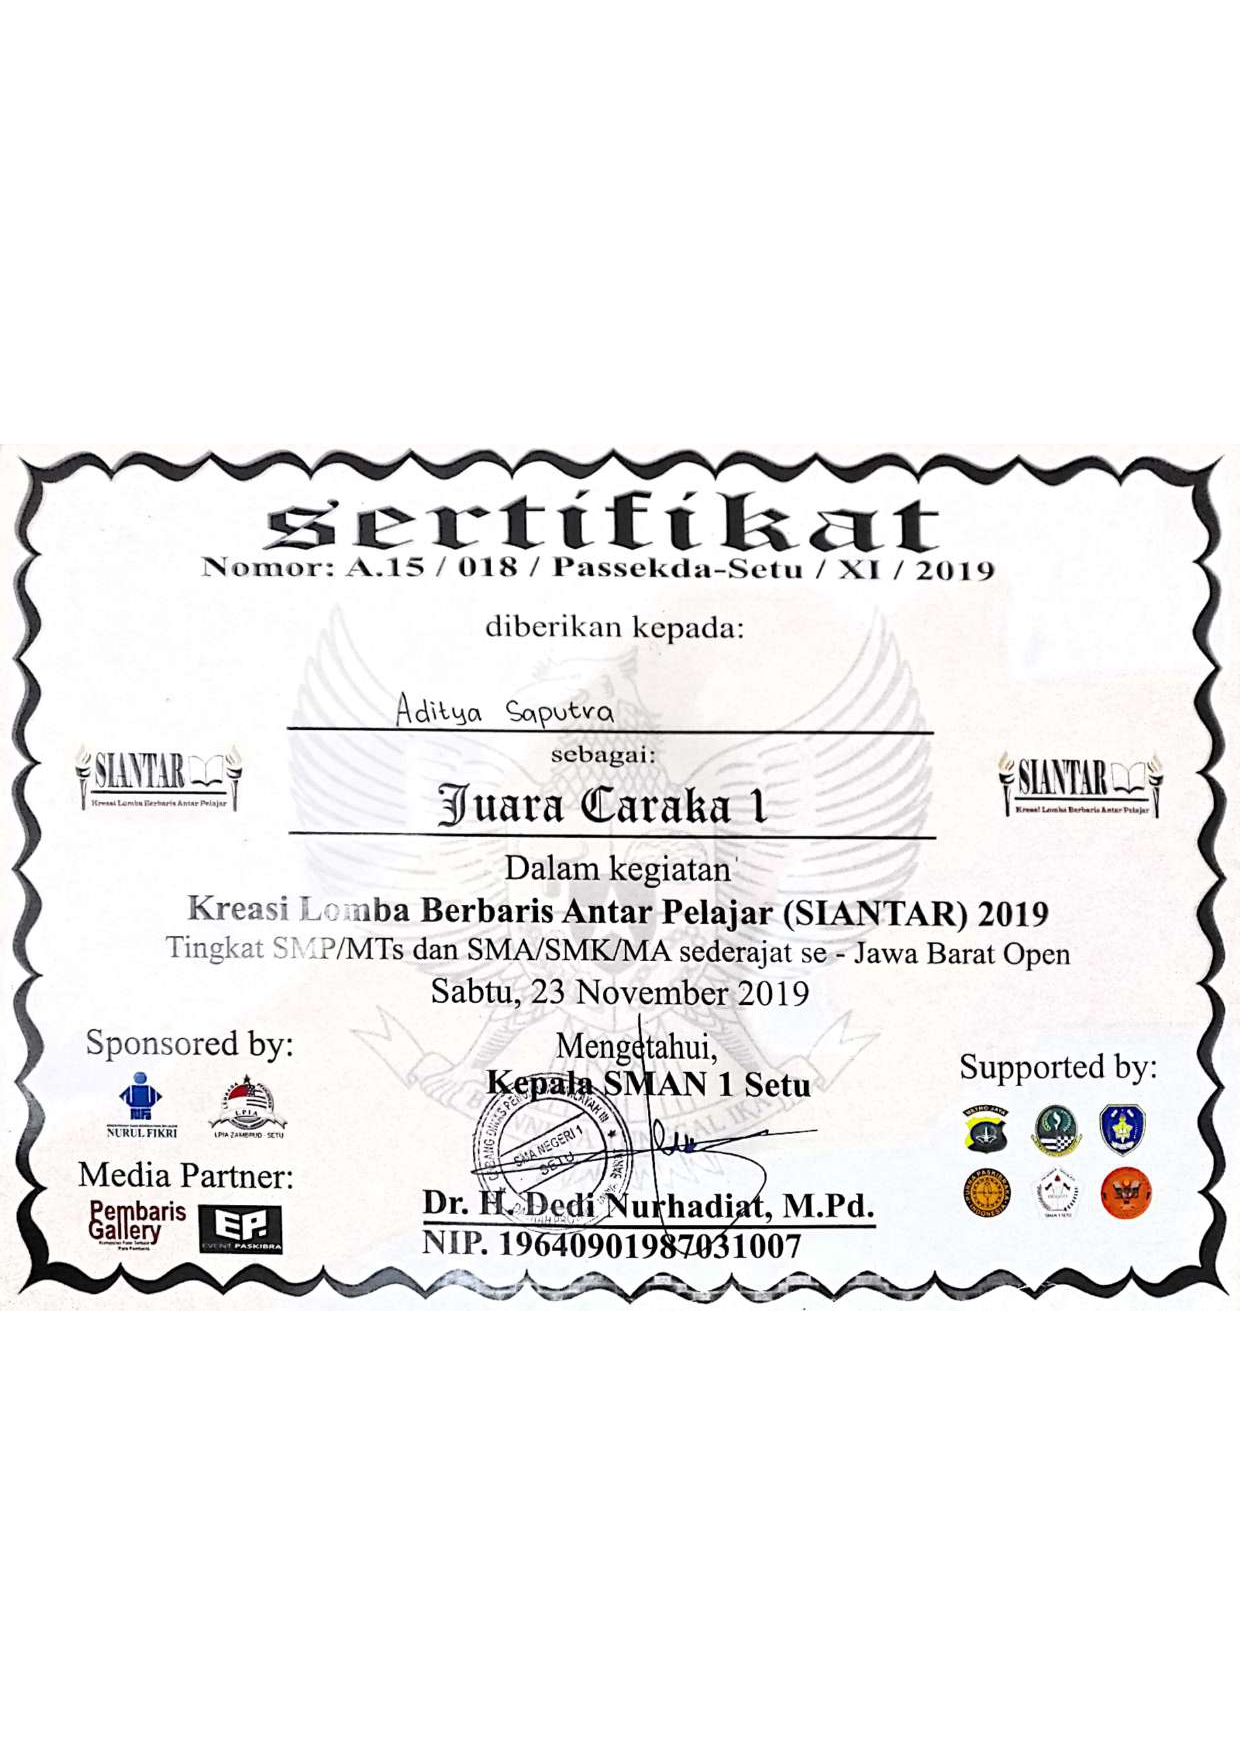 sertifikat
Nomor: A.15 / 018 / Passekda-Setu / XI / 2019
diberikan kepada:
Aditya Saputra
sebagai:
SIANTAR
Kreasi Lomba Berbaris Antar Pelajar
SIANTAR
Kreasi Lomba Berbaris Antar Pelajar
Juara Caraka 1
Dalam kegiatan
Kreasi Lomba Berbaris Antar Pelajar (SIANTAR) 2019
Tingkat SMP/MTs dan SMA/SMK/MA sederajat se - Jawa Barat Open
Sabtu, 23 November 2019
Sponsored by:
NURUL FIKRI
LPIA
LPIA ZAMBRUD - SETU
Media Partner:
Pembaris
Gallery
EP.
EVENT PASKIBRA
Mengetahui,
Kepala SMAN 1 Setu
SMA NEGERI 1
SETU
Dr. H. Dedi Nurhadiat, M.Pd.
NIP. 196409011987031007
Supported by: